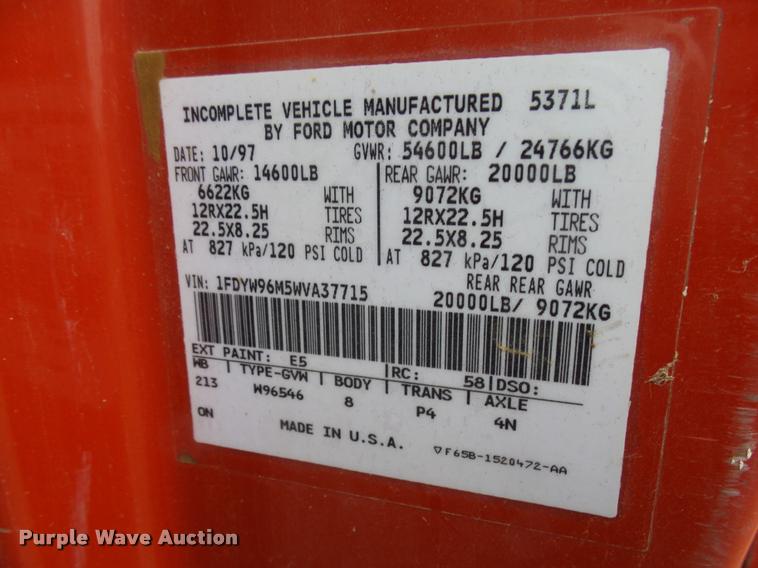 INCOMPLETE VEHICLE MANUFACTURED 5371L
BY FORD MOTOR COMPANY
DATE: 10/97 GVWR: 54600LB / 24766KG
FRONT GAWR: 14600LB REAR GAWR: 20000LB
6622KG WITH 9072KG WITH
12RX22.5H TIRES 12RX22.5H TIRES
22.5X8.25 RIMS 22.5X8.25 RIMS
AT 827 kPa/120 PSI COLD AT 827 kPa/120 PSI COLD
REAR REAR GAWR
VIN: 1FDYW96M5WVA37715 20000LB/ 9072KG
EXT PAINT: E5 RC: 58 DSO:
WB TYPE-GVW BODY TRANS AXLE
213 W96546 8 P4 4N
ON MADE IN U.S.A. ▽F65B-1520472-AA
Purple Wave Auction